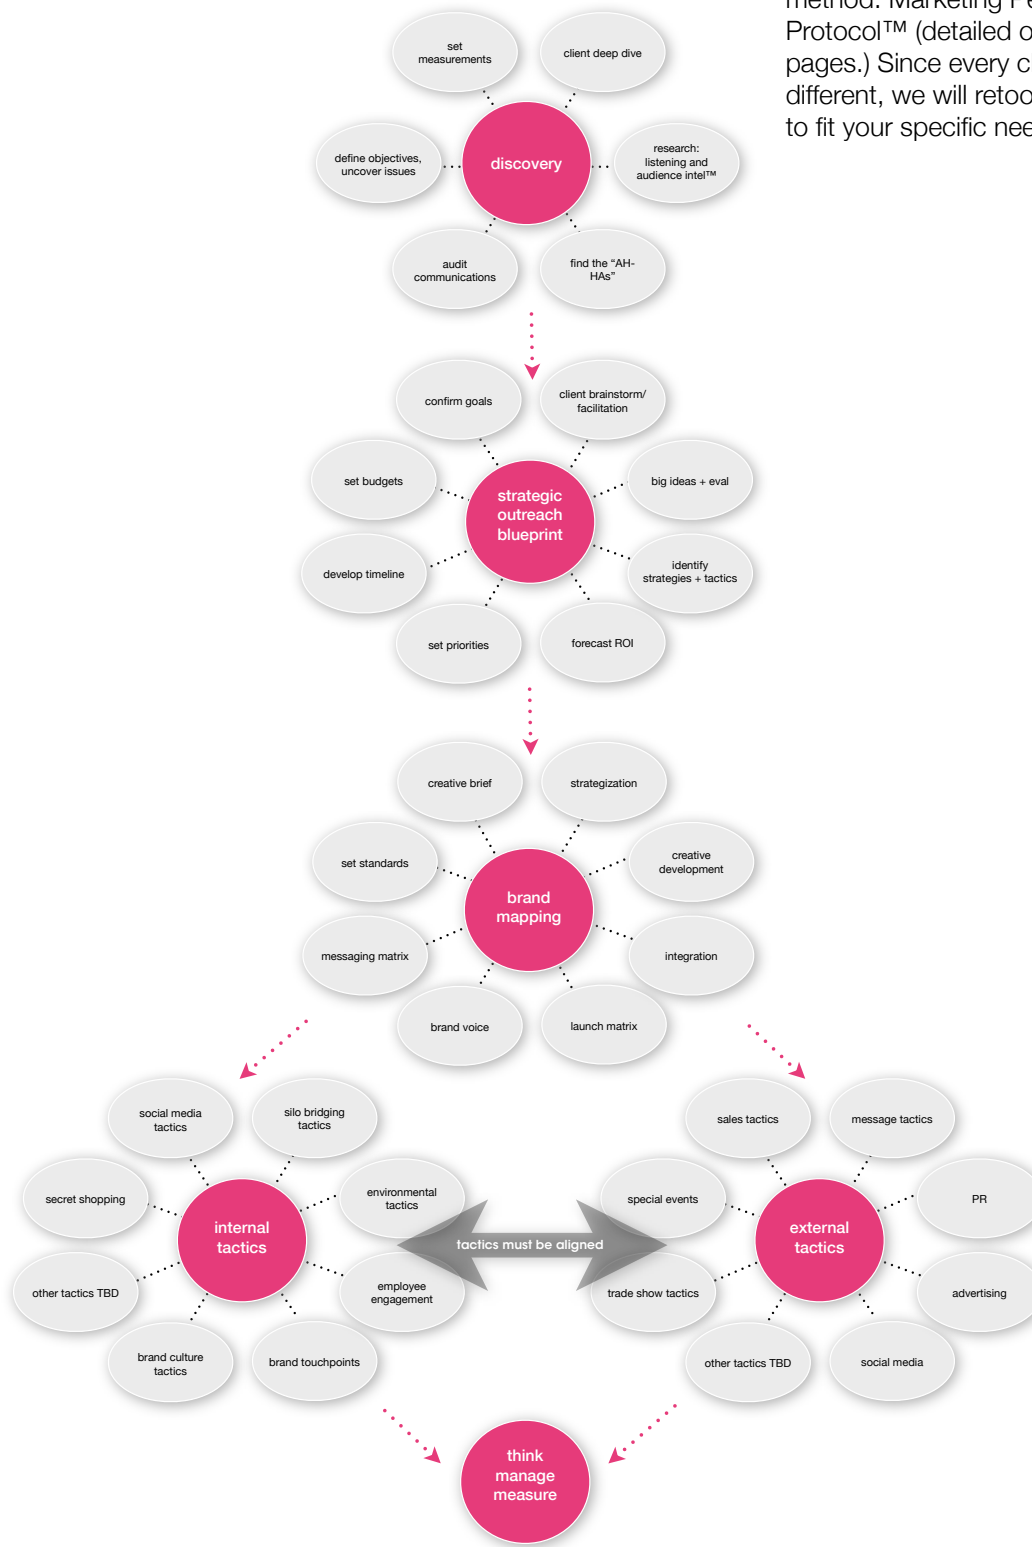 method: Marketing
Protocol™ (detailed
pages.) Since every
different, we will
to fit your specific
set
measurements
client deep dive
define objectives,
uncover issues
discovery
research:
listening and
audience intel™
audit
communications
find the “AH-
HAs”
confirm goals
client brainstorm/
facilitation
set budgets
big ideas + eval
strategic
outreach
blueprint
develop timeline
identify
strategies + tactics
set priorities
forecast ROI
creative brief
strategization
set standards
creative
development
brand
mapping
messaging matrix
integration
brand voice
launch matrix
social media
tactics
silo bridging
tactics
secret shopping
environmental
tactics
internal
tactics
other tactics TBD
employee
engagement
brand culture
tactics
brand touchpoints
tactics must be aligned
sales tactics
message tactics
special events
PR
external
tactics
trade show tactics
advertising
other tactics TBD
social media
think
manage
measure